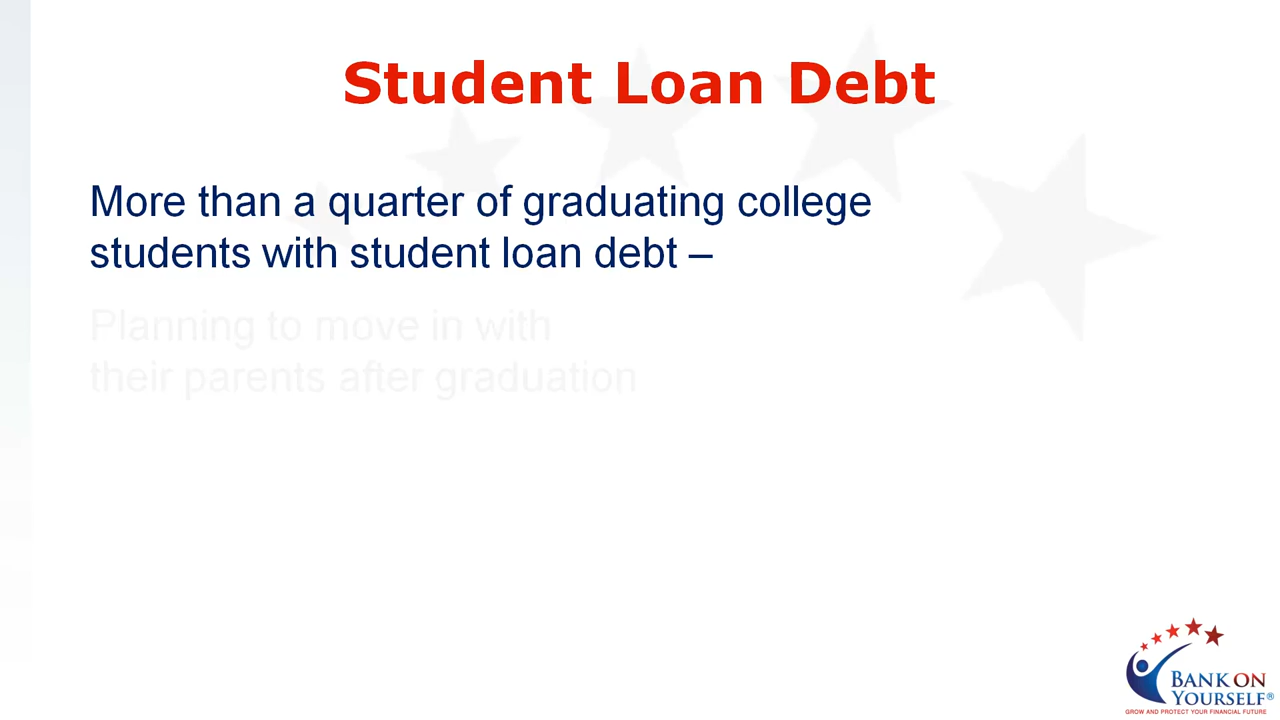 Student Loan Debt
More than a quarter of graduating college
students with student loan debt –
Planning to move in with
their parents after graduation
BANK ON
YOURSELF®
GROW AND PROTECT YOUR FINANCIAL FUTURE